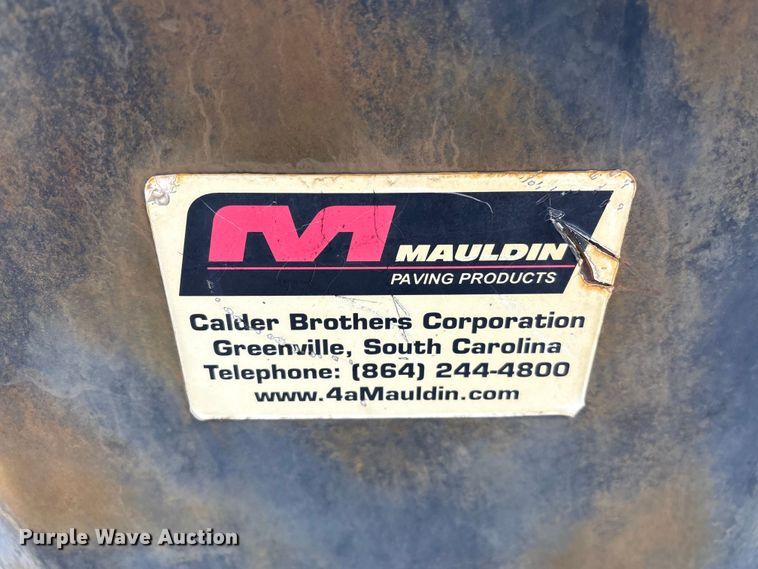 MAULDIN
PAVING PRODUCTS
Calder Brothers Corporation
Greenville, South Carolina
Telephone: (864) 244-4800
www.4aMauldin.com
Purple Wave Auction